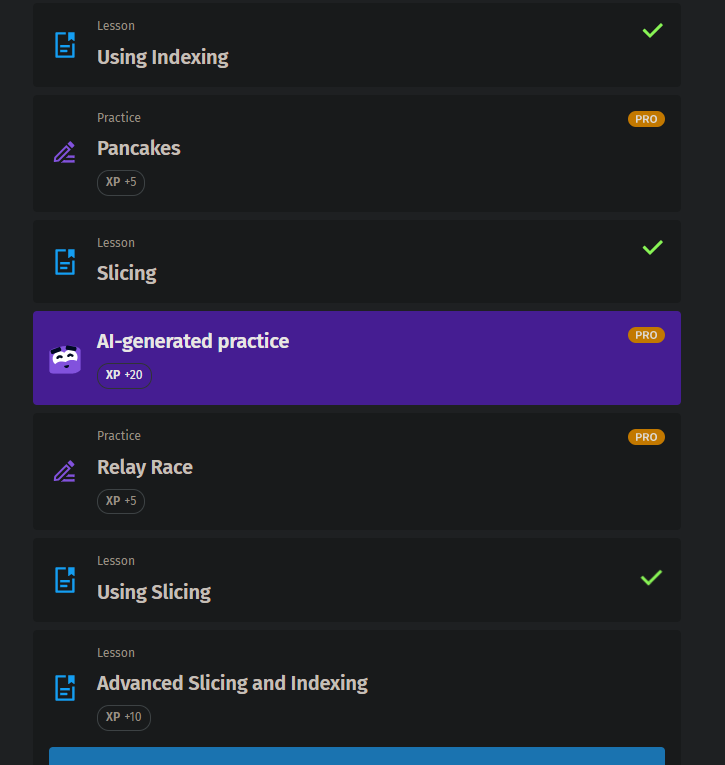 Lesson
Using Indexing
Practice
PRO
Pancakes
XP +5
Lesson
Slicing
AI-generated practice
PRO
XP +20
Practice
PRO
Relay Race
XP +5
Lesson
Using Slicing
Lesson
Advanced Slicing and Indexing
XP +10